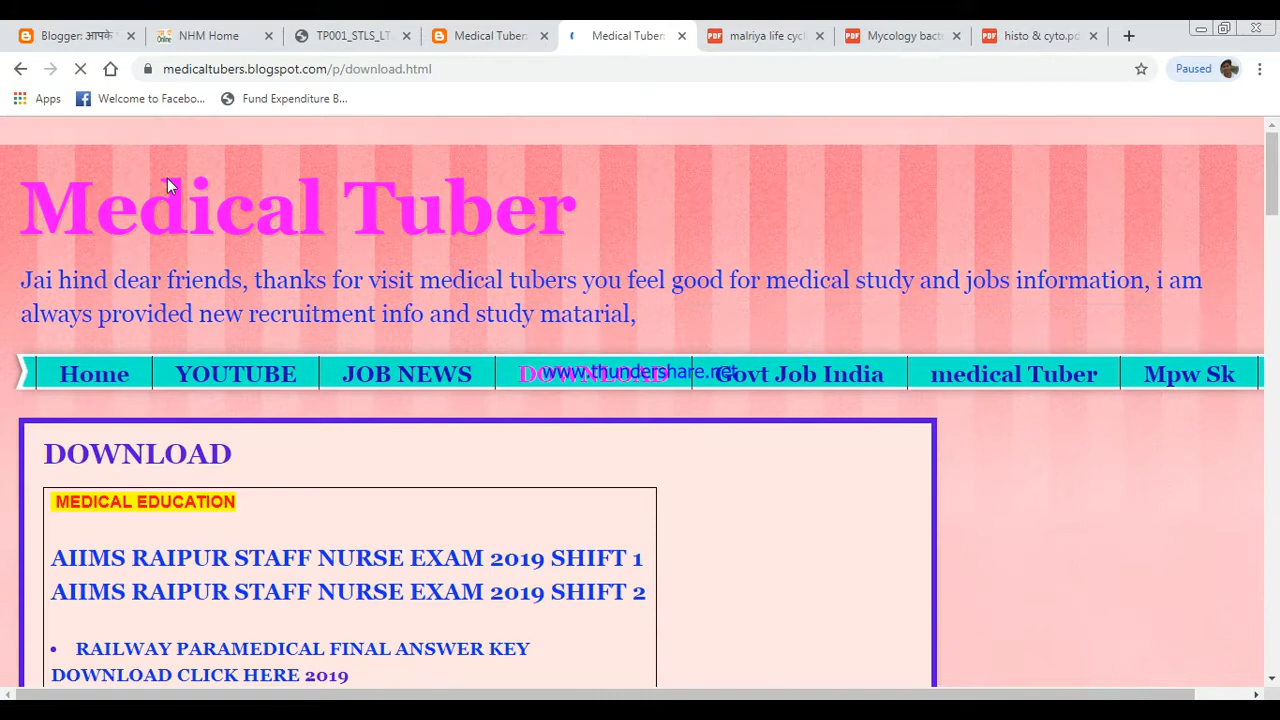 Blogger: आपके
NHM Home
TP001_STLS_LT
Medical Tuber:
Medical Tuber:
malriya life cycl
Mycology bact
histo & cyto.pd
medicaltubers.blogspot.com/p/download.html
Paused
Apps
Welcome to Facebo...
Fund Expenditure B...
Medical Tuber
Jai hind dear friends, thanks for visit medical tubers you feel good for medical study and jobs information, i am
always provided new recruitment info and study matarial,
Home
YOUTUBE
JOB NEWS
DOWNLOAD
www.thundershare.net
Govt Job India
medical Tuber
Mpw Sk
DOWNLOAD
MEDICAL EDUCATION
AIIMS RAIPUR STAFF NURSE EXAM 2019 SHIFT 1
AIIMS RAIPUR STAFF NURSE EXAM 2019 SHIFT 2
• RAILWAY PARAMEDICAL FINAL ANSWER KEY
DOWNLOAD CLICK HERE 2019